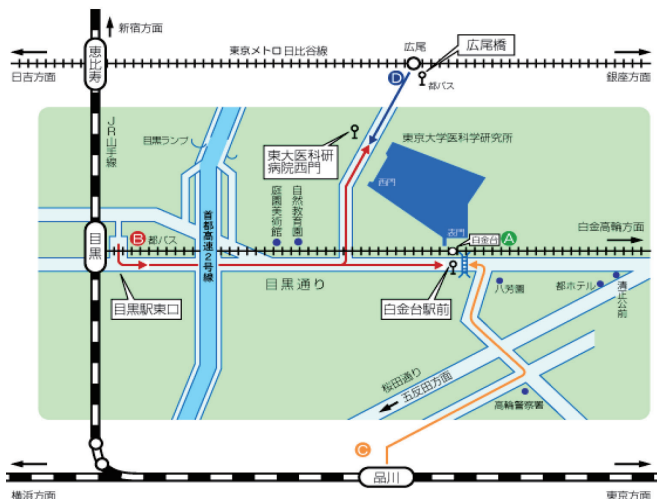 新宿方面
恵比寿
東京メトロ日比谷線
広尾
広尾橋
日吉方面
都バス
銀座方面
D
JR山手線
目黒ランプ
東大医科研
病院西門
東京大学医科学研究所
西門
正門
庭園美術館
自然教育園
首都高速2号線
目黒
B
都バス
白金台
A
白金高輪方面
目黒通り
目黒駅東口
白金台駅前
八芳園
都ホテル
清正公前
桜田通り
五反田方面
高輪警察署
C
品川
横浜方面
東京方面